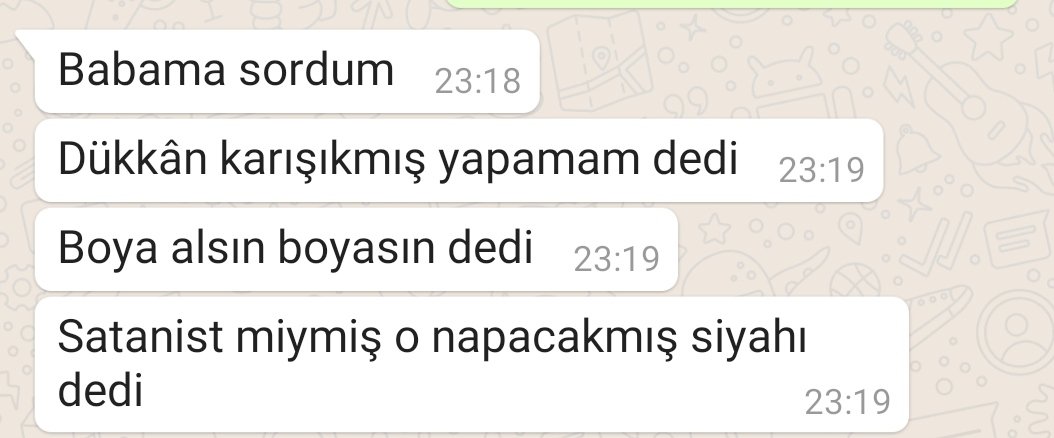 Babama sordum 23:18
Dükkân karışıkmış yapamam dedi 23:19
Boya alsın boyasın dedi 23:19
Satanist miymiş o napacakmış siyahı
dedi 23:19